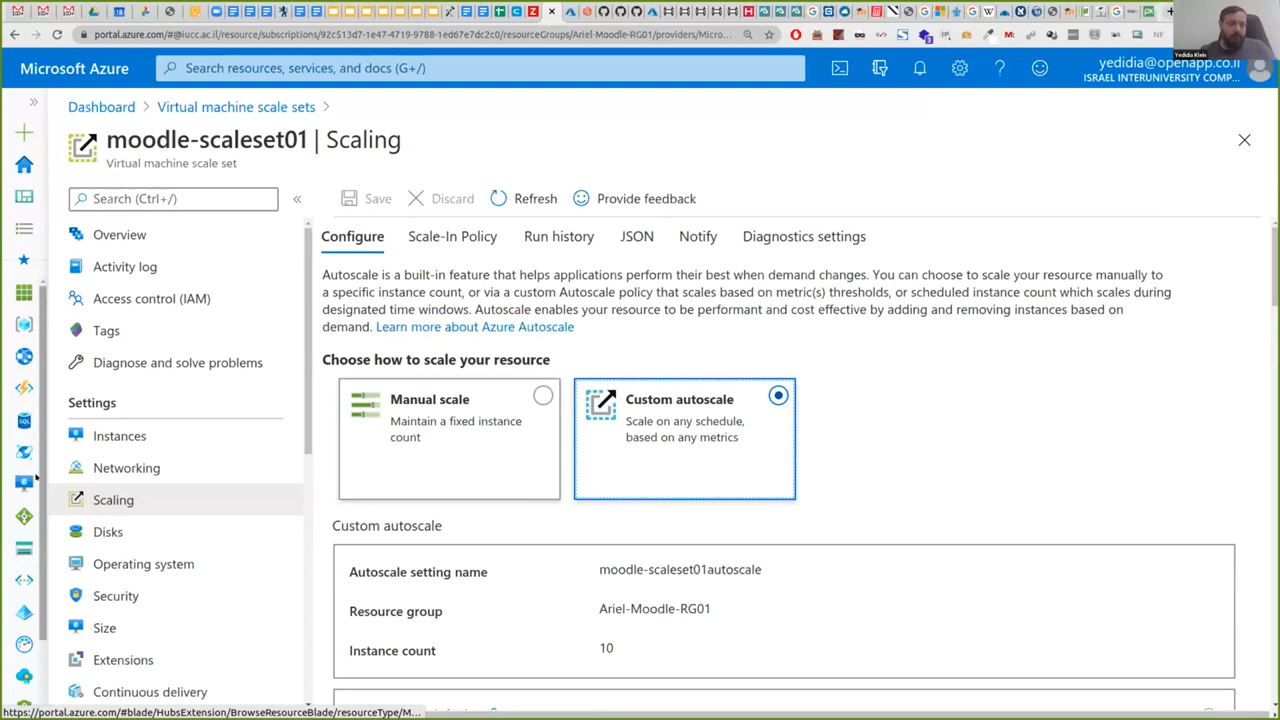 portal.azure.com/#@iucc.ac.il/resource/subscriptions/92c513d7-1e47-4719-9788-1ed67e7dc2c0/resourceGroups/Ariel-Moodle-RG01/providers/Micro...
Yedidia Klein
Microsoft Azure
Search resources, services, and docs (G+/)
yedidia@openapp.co.il
ISRAEL INTERUNIVERSITY COMP...
Dashboard
Virtual machine scale sets
moodle-scaleset01 | Scaling
Virtual machine scale set
Search (Ctrl+/)
Save
Discard
Refresh
Provide feedback
Overview
Activity log
Access control (IAM)
Tags
Diagnose and solve problems
Settings
Instances
Networking
Scaling
Disks
Operating system
Security
Size
Extensions
Continuous delivery
Configure
Scale-In Policy
Run history
JSON
Notify
Diagnostics settings
Autoscale is a built-in feature that helps applications perform their best when demand changes. You can choose to scale your resource manually to
a specific instance count, or via a custom Autoscale policy that scales based on metric(s) thresholds, or scheduled instance count which scales during
designated time windows. Autoscale enables your resource to be performant and cost effective by adding and removing instances based on
demand. Learn more about Azure Autoscale
Choose how to scale your resource
Manual scale
Maintain a fixed instance
count
Custom autoscale
Scale on any schedule,
based on any metrics
Custom autoscale
Autoscale setting name
moodle-scaleset01autoscale
Resource group
Ariel-Moodle-RG01
Instance count
10
https://portal.azure.com/#blade/HubsExtension/BrowseResourceBlade/resourceType/M...